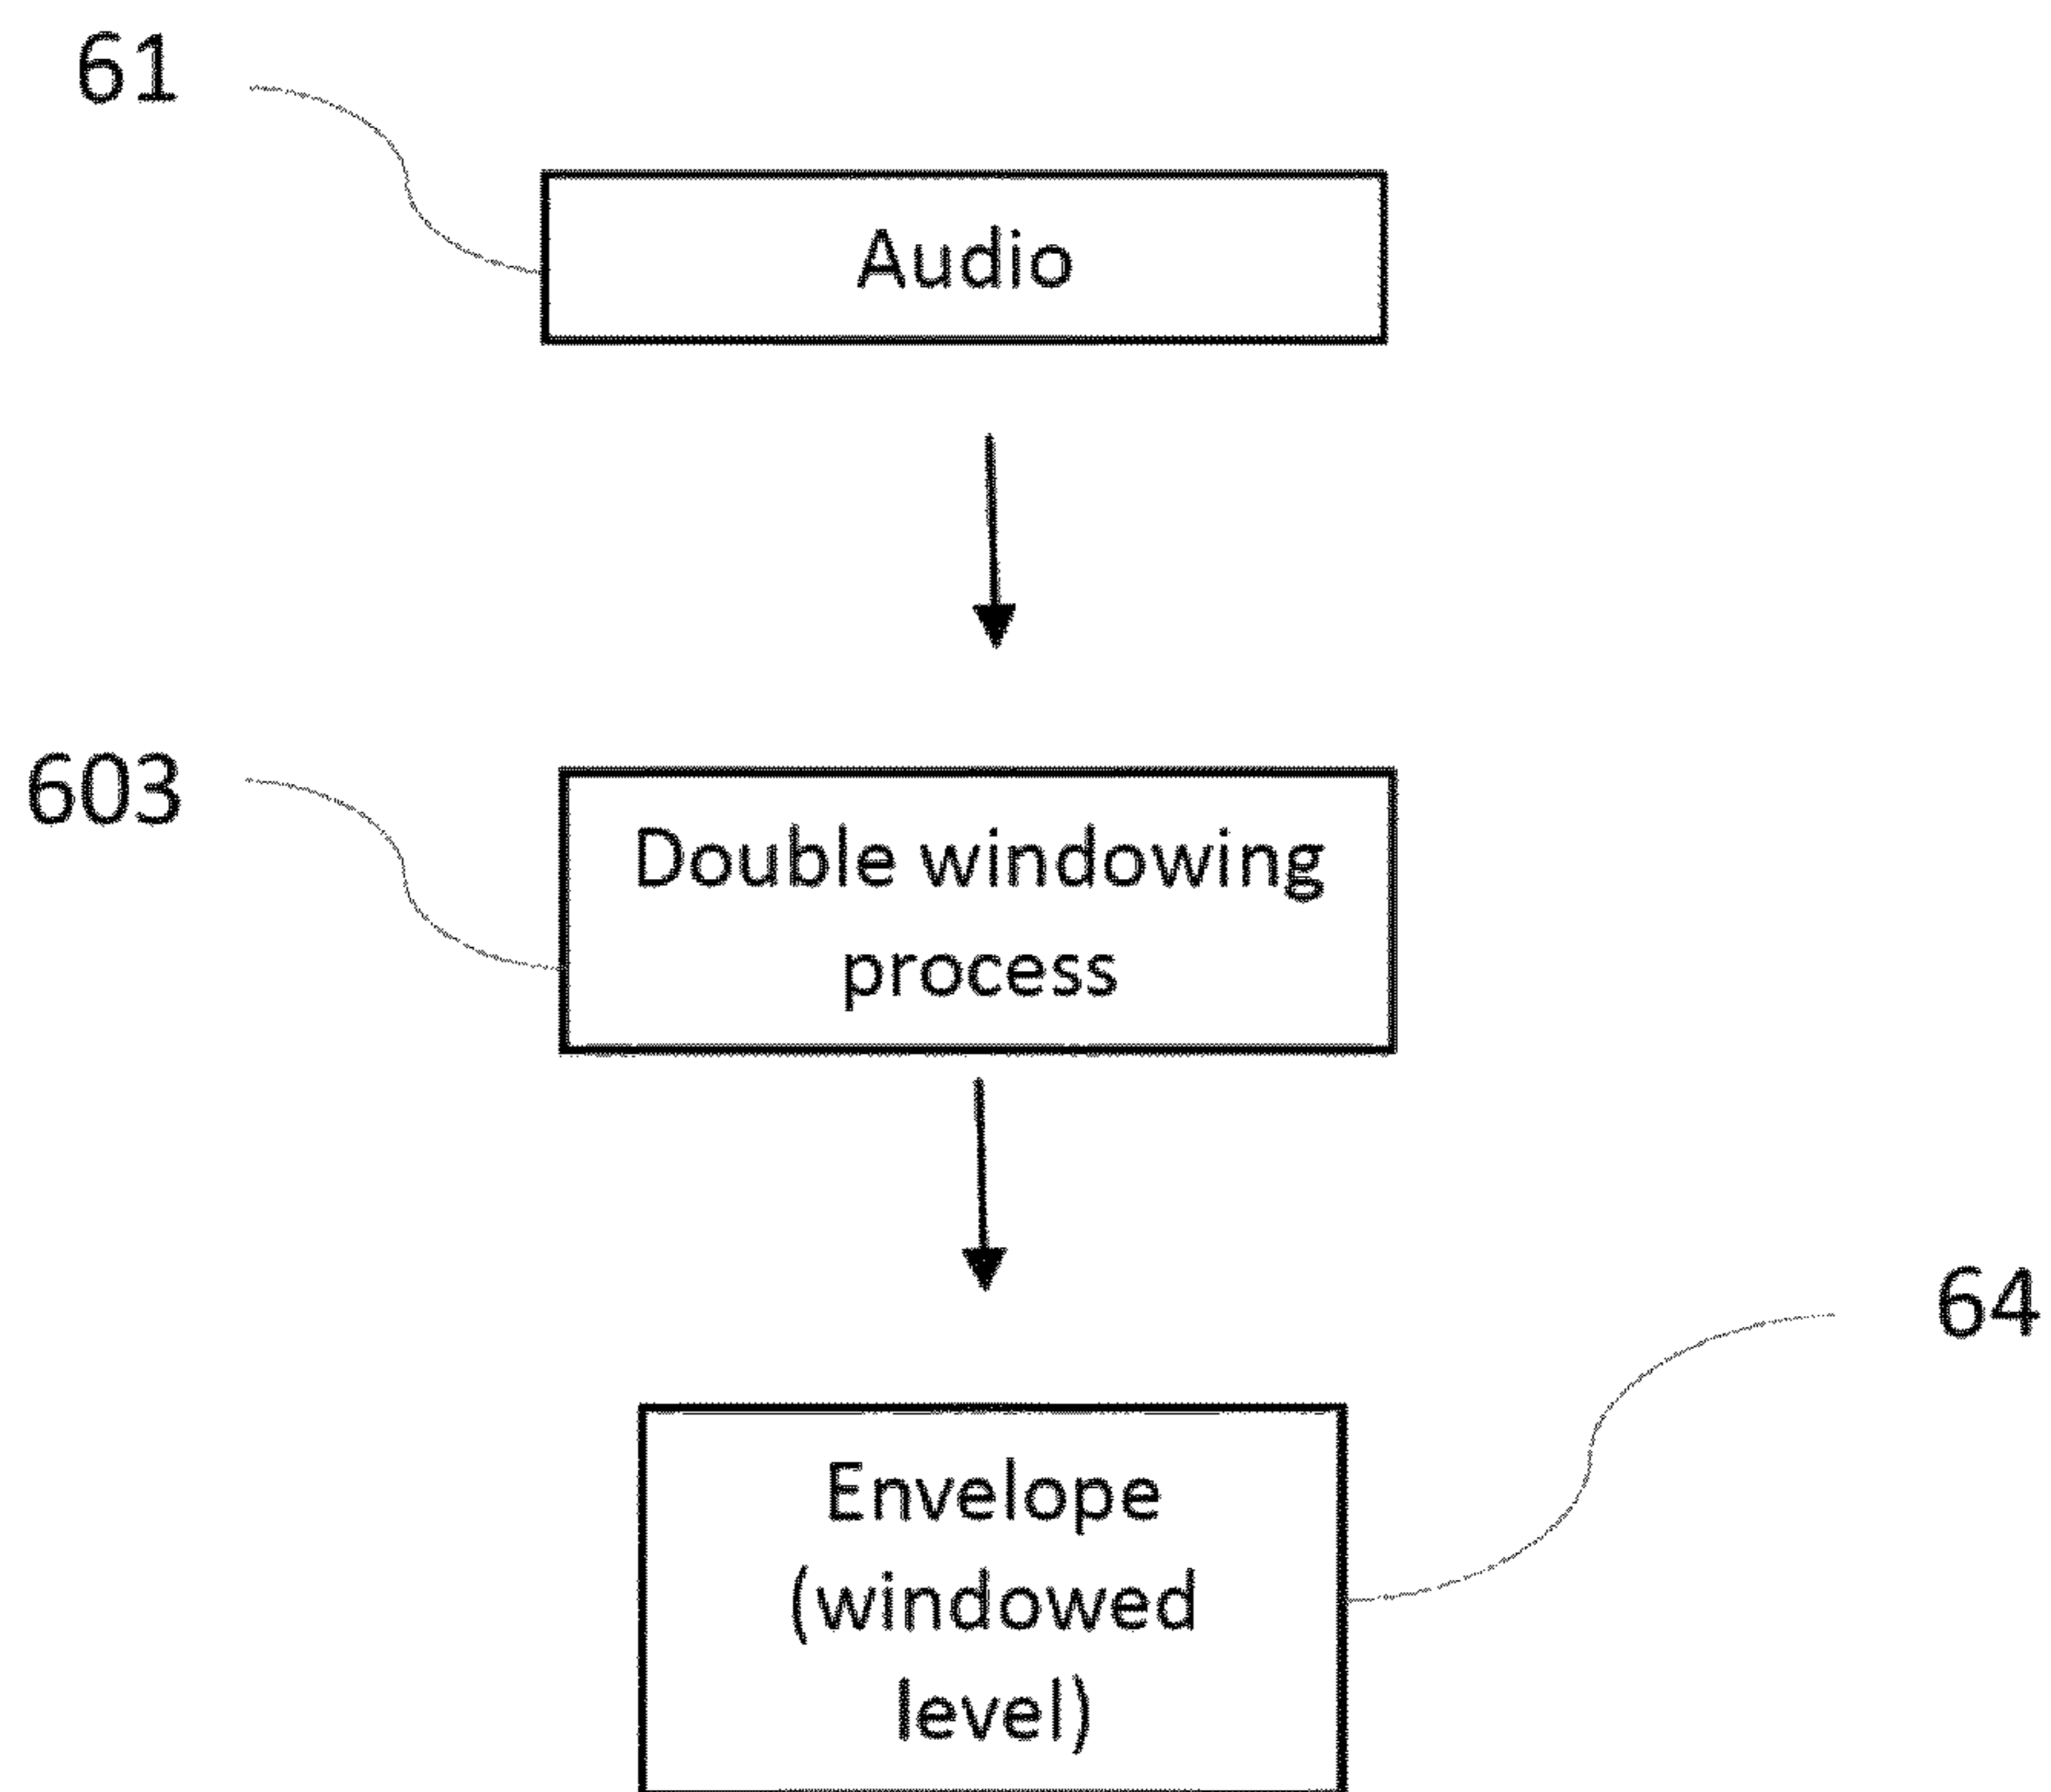 61
Audio
603
Double windowing
process
64
Envelope
(windowed
level)